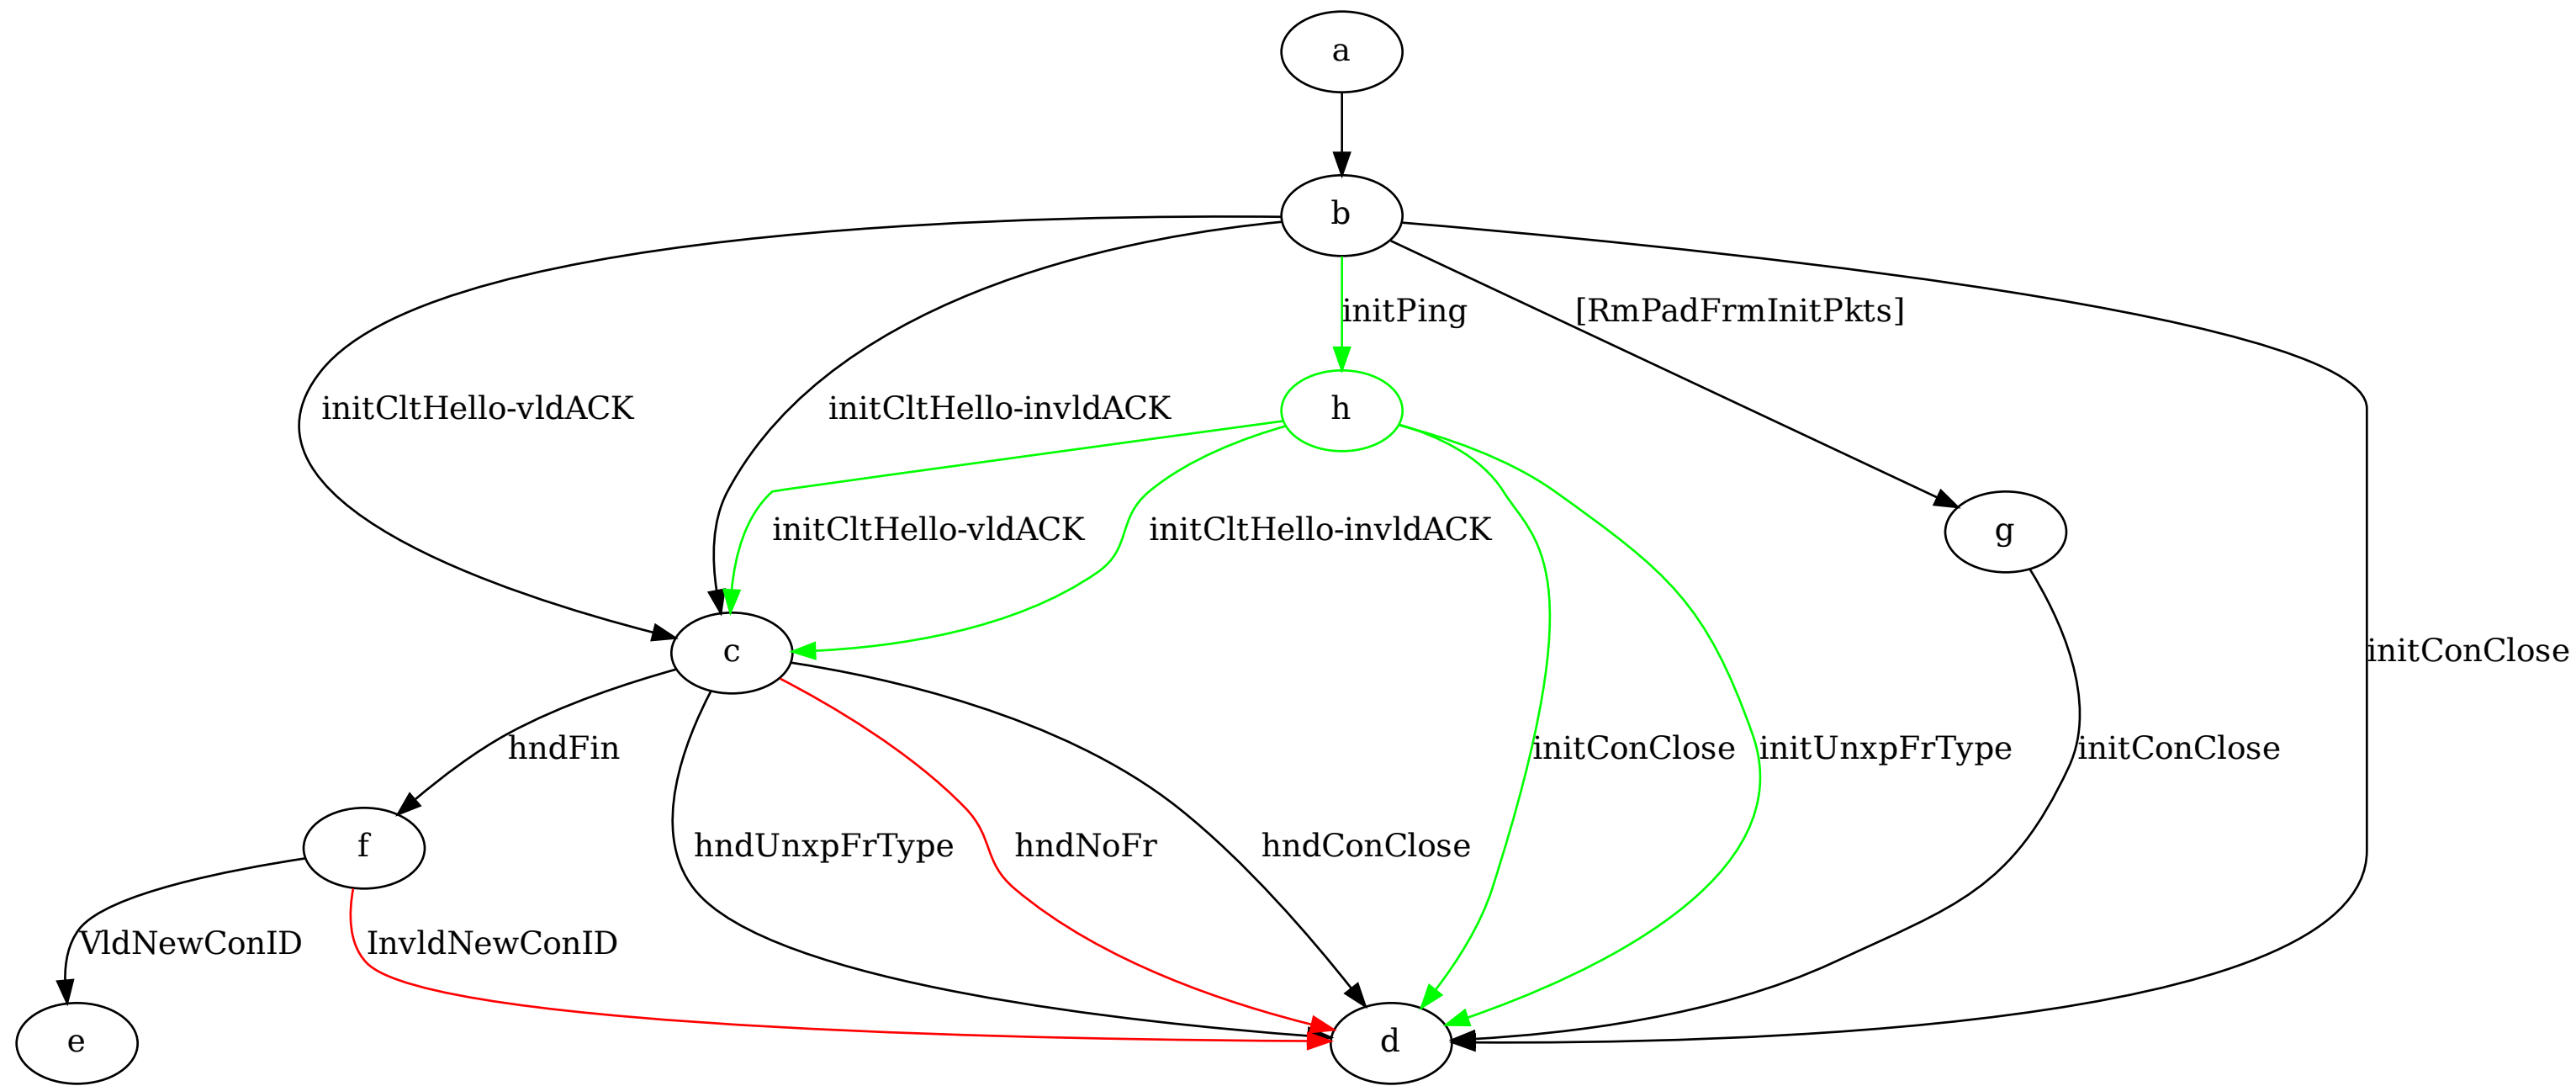 a
b
initPing
[RmPadFrmInitPkts]
initCltHello-vldACK
initCltHello-invldACK
h
initCltHello-vldACK
initCltHello-invldACK
g
c
initConClose
hndFin
initConClose
initUnxpFrType
initConClose
f
hndUnxpFrType
hndNoFr
hndConClose
VldNewConID
InvldNewConID
e
d